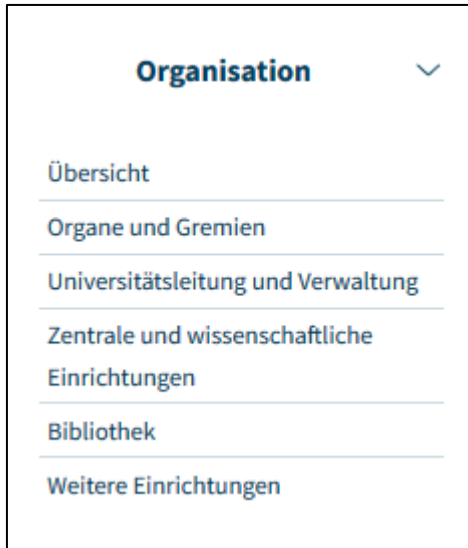 Organisation
Übersicht
Organe und Gremien
Universitätsleitung und Verwaltung
Zentrale und wissenschaftliche
Einrichtungen
Bibliothek
Weitere Einrichtungen